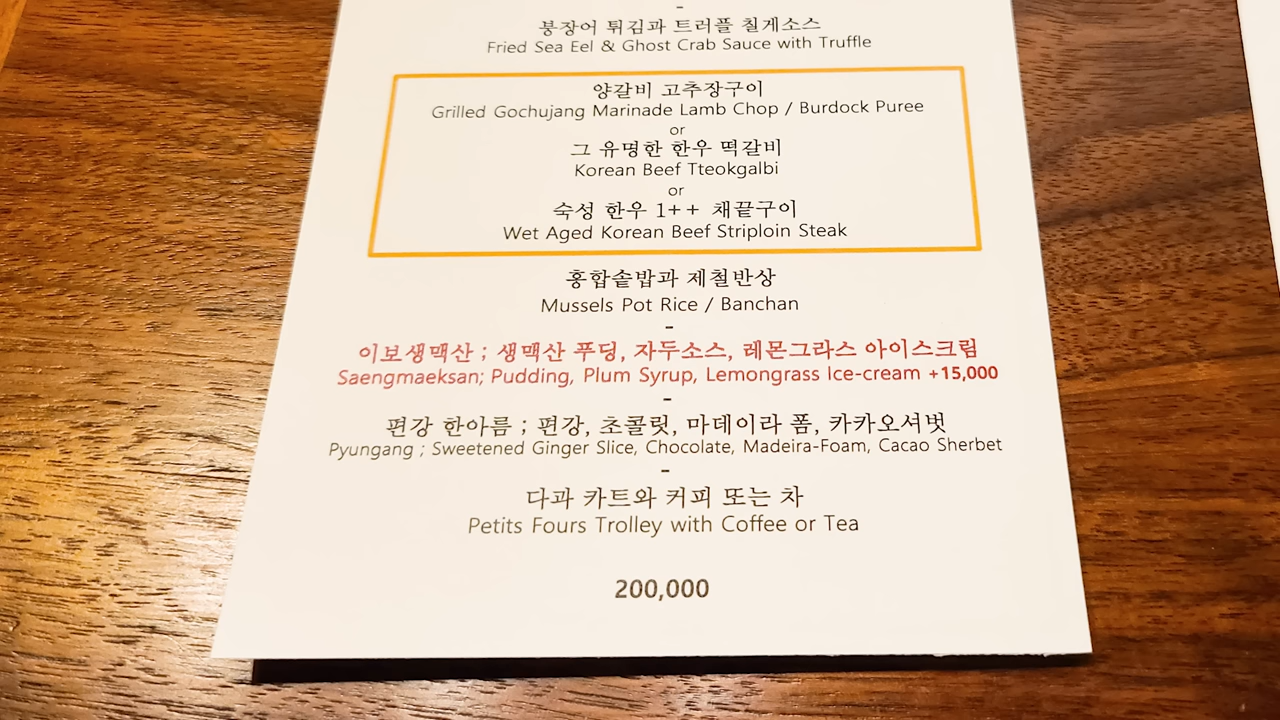 -
붕장어 튀김과 트러플 칠게소스
Fried Sea Eel & Ghost Crab Sauce with Truffle
양갈비 고추장구이
Grilled Gochujang Marinade Lamb Chop / Burdock Puree
or
그 유명한 한우 떡갈비
Korean Beef Tteokgalbi
or
숙성 한우 1++ 채끝구이
Wet Aged Korean Beef Striploin Steak
홍합솥밥과 제철반상
Mussels Pot Rice / Banchan
-
이보생맥산 ; 생맥산 푸딩, 자두소스, 레몬그라스 아이스크림
Saengmaeksan; Pudding, Plum Syrup, Lemongrass Ice-cream +15,000
-
편강 한아름 ; 편강, 초콜릿, 마데이라 폼, 카카오셔벗
Pyungang ; Sweetened Ginger Slice, Chocolate, Madeira-Foam, Cacao Sherbet
-
다과 카트와 커피 또는 차
Petits Fours Trolley with Coffee or Tea
200,000